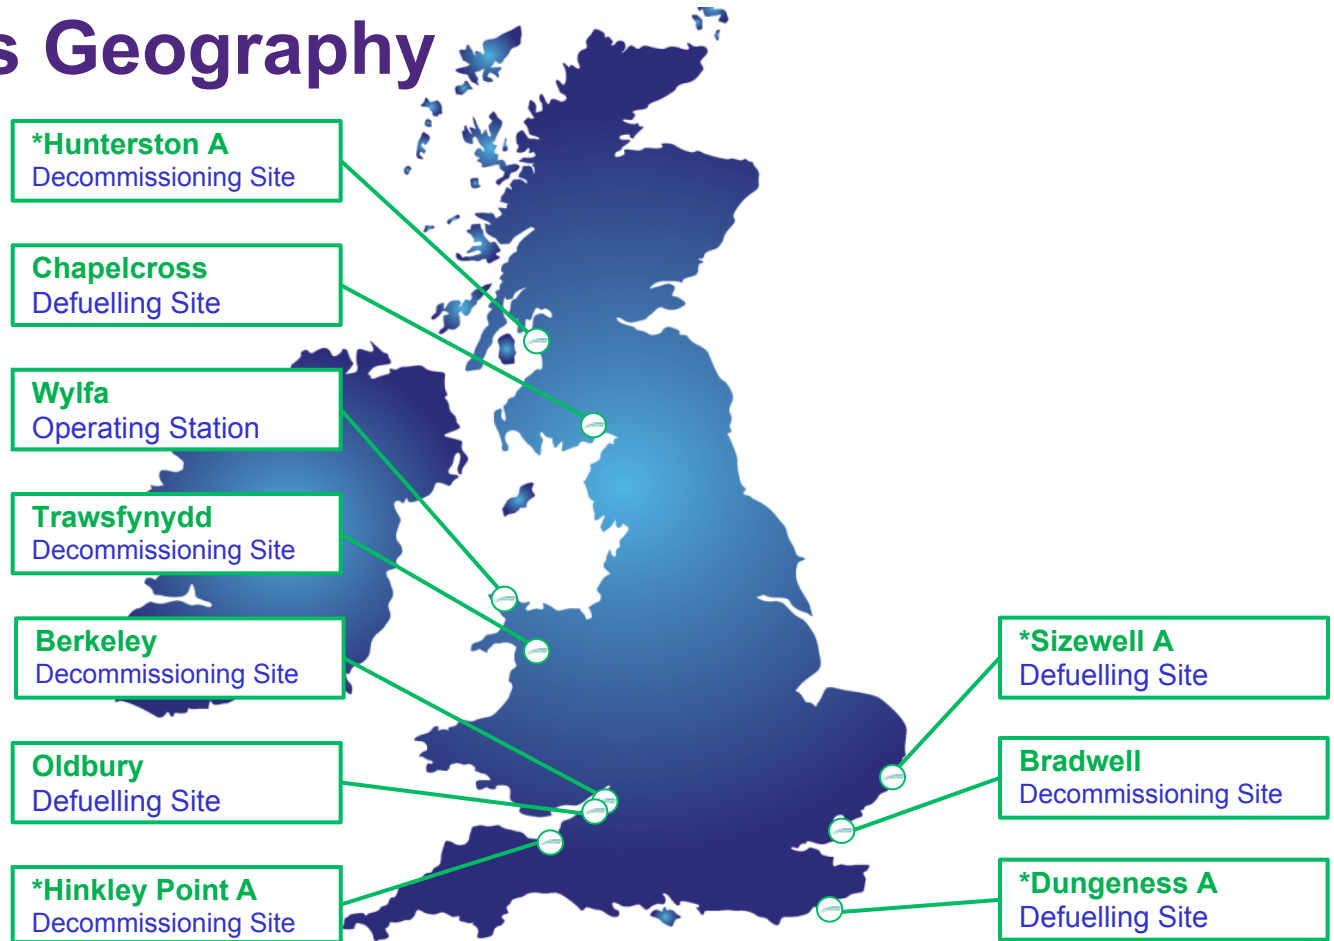 s Geography
*Hunterston A
Decommissioning Site
Chapelcross
Defuelling Site
Wylfa
Operating Station
Trawsfynydd
Decommissioning Site
Berkeley
Decommissioning Site
Oldbury
Defuelling Site
*Hinkley Point A
Decommissioning Site
*Sizewell A
Defuelling Site
Bradwell
Decommissioning Site
*Dungeness A
Defuelling Site